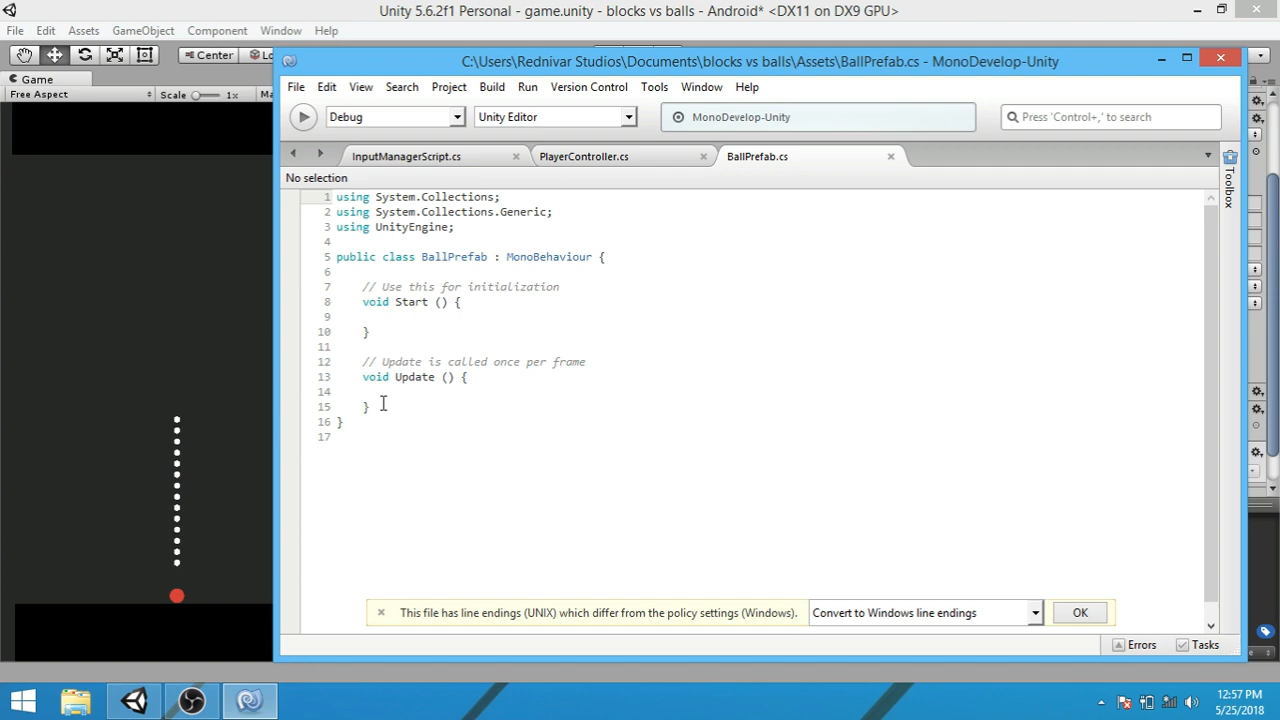 Unity 5.6.2f1 Personal - game.unity - blocks vs balls - Android* <DX11 on DX9 GPU>
File Edit Assets GameObject Component Window Help
Center
Game
Free Aspect Scale 1x
C:\Users\Rednivar Studios\Documents\blocks vs balls\Assets\BallPrefab.cs - MonoDevelop-Unity
File Edit View Search Project Build Run Version Control Tools Window Help
Debug Unity Editor MonoDevelop-Unity Press 'Control+,' to search
InputManagerScript.cs PlayerController.cs BallPrefab.cs
No selection
Toolbox
1 using System.Collections;
2 using System.Collections.Generic;
3 using UnityEngine;
4
5 public class BallPrefab : MonoBehaviour {
6
7 // Use this for initialization
8 void Start () {
9
10 }
11
12 // Update is called once per frame
13 void Update () {
14
15 }
16 }
17
This file has line endings (UNIX) which differ from the policy settings (Windows). Convert to Windows line endings OK
Errors Tasks
12:57 PM
5/25/2018